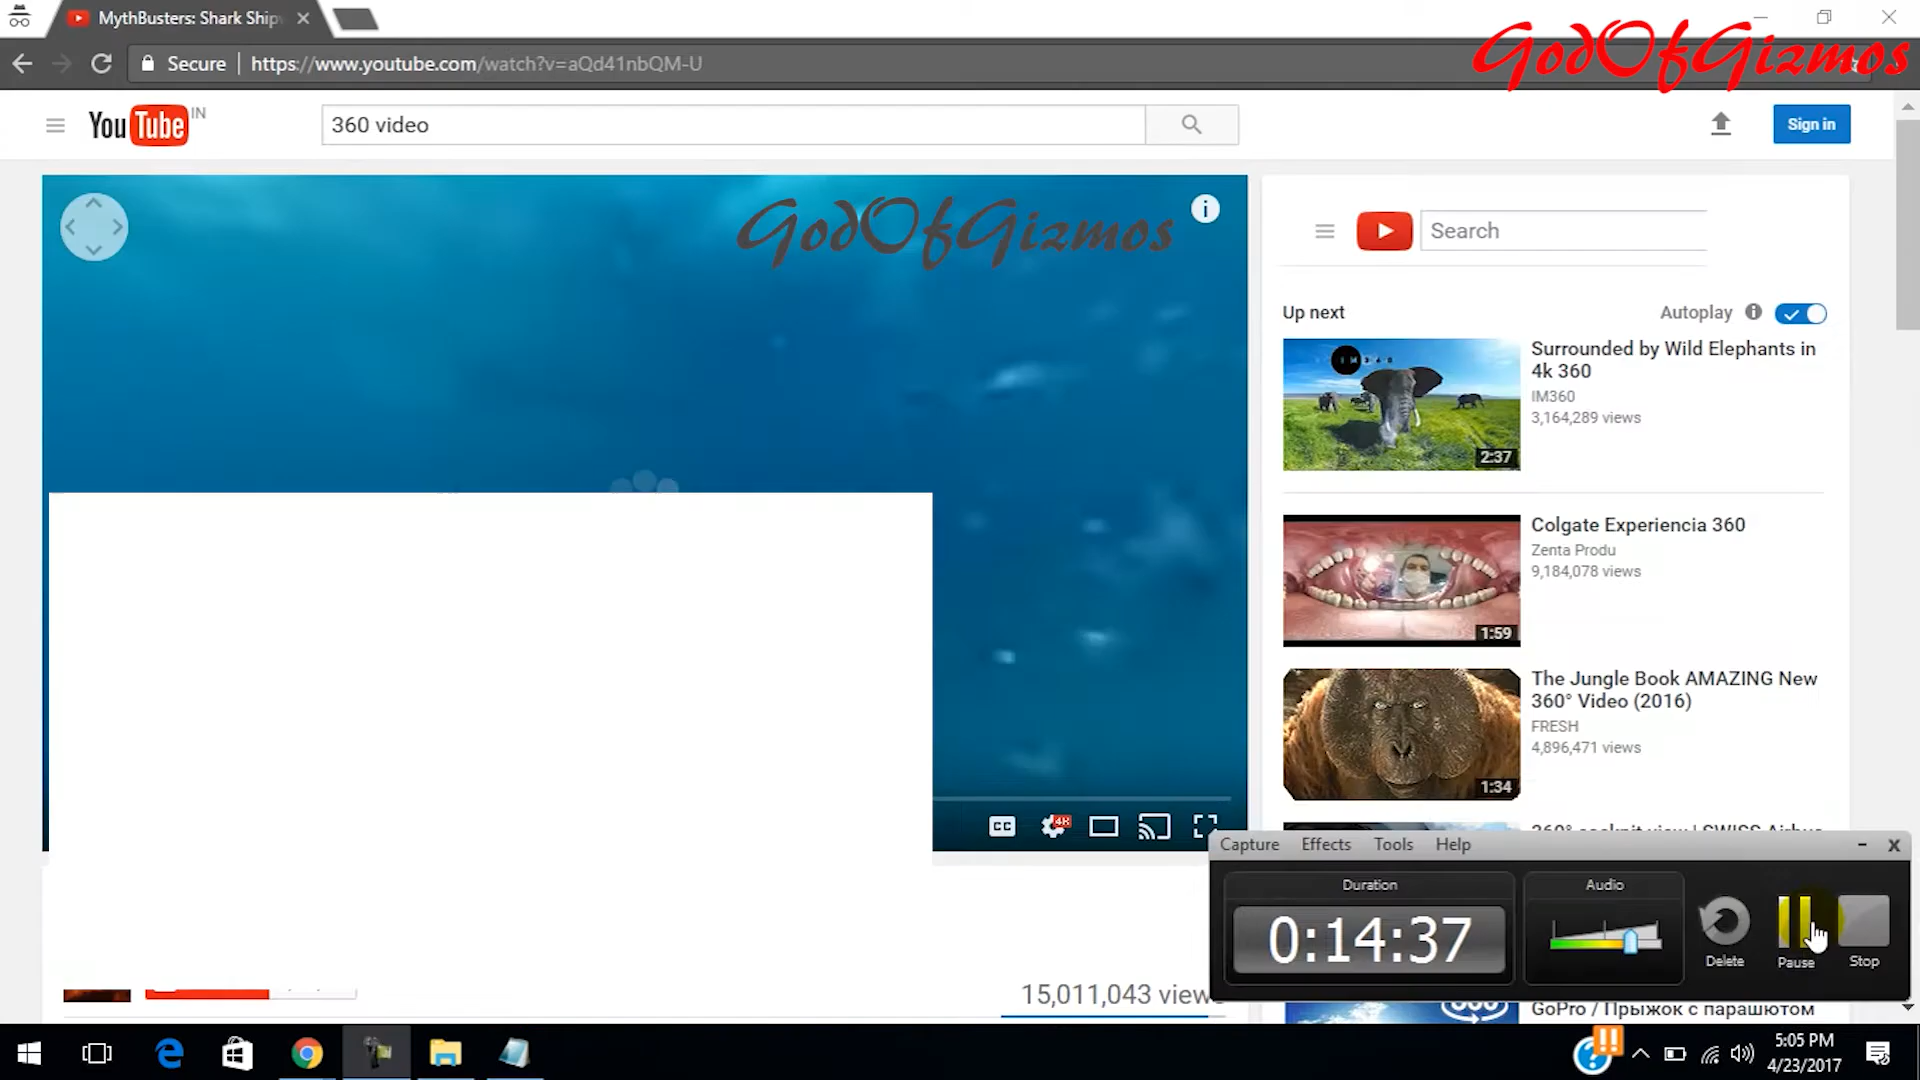 MythBusters: Shark Ship
GodOfGizmos
Secure
https://www.youtube.com/watch?v=aQd41nbQM-U
YouTube IN
360 video
Sign in
GodOfGizmos
i
Search
Up next
Autoplay
IM360
Surrounded by Wild Elephants in
4k 360
IM360
3,164,289 views
2:37
Colgate Experiencia 360
Zenta Produ
9,184,078 views
1:59
The Jungle Book AMAZING New
360° Video (2016)
FRESH
4,896,471 views
1:34
CC
4K
Capture
Effects
Tools
Help
Duration
Audio
0:14:37
Delete
Pause
Stop
15,011,043 views
GoPro / Прыжок с парашютом
5:05 PM
4/23/2017